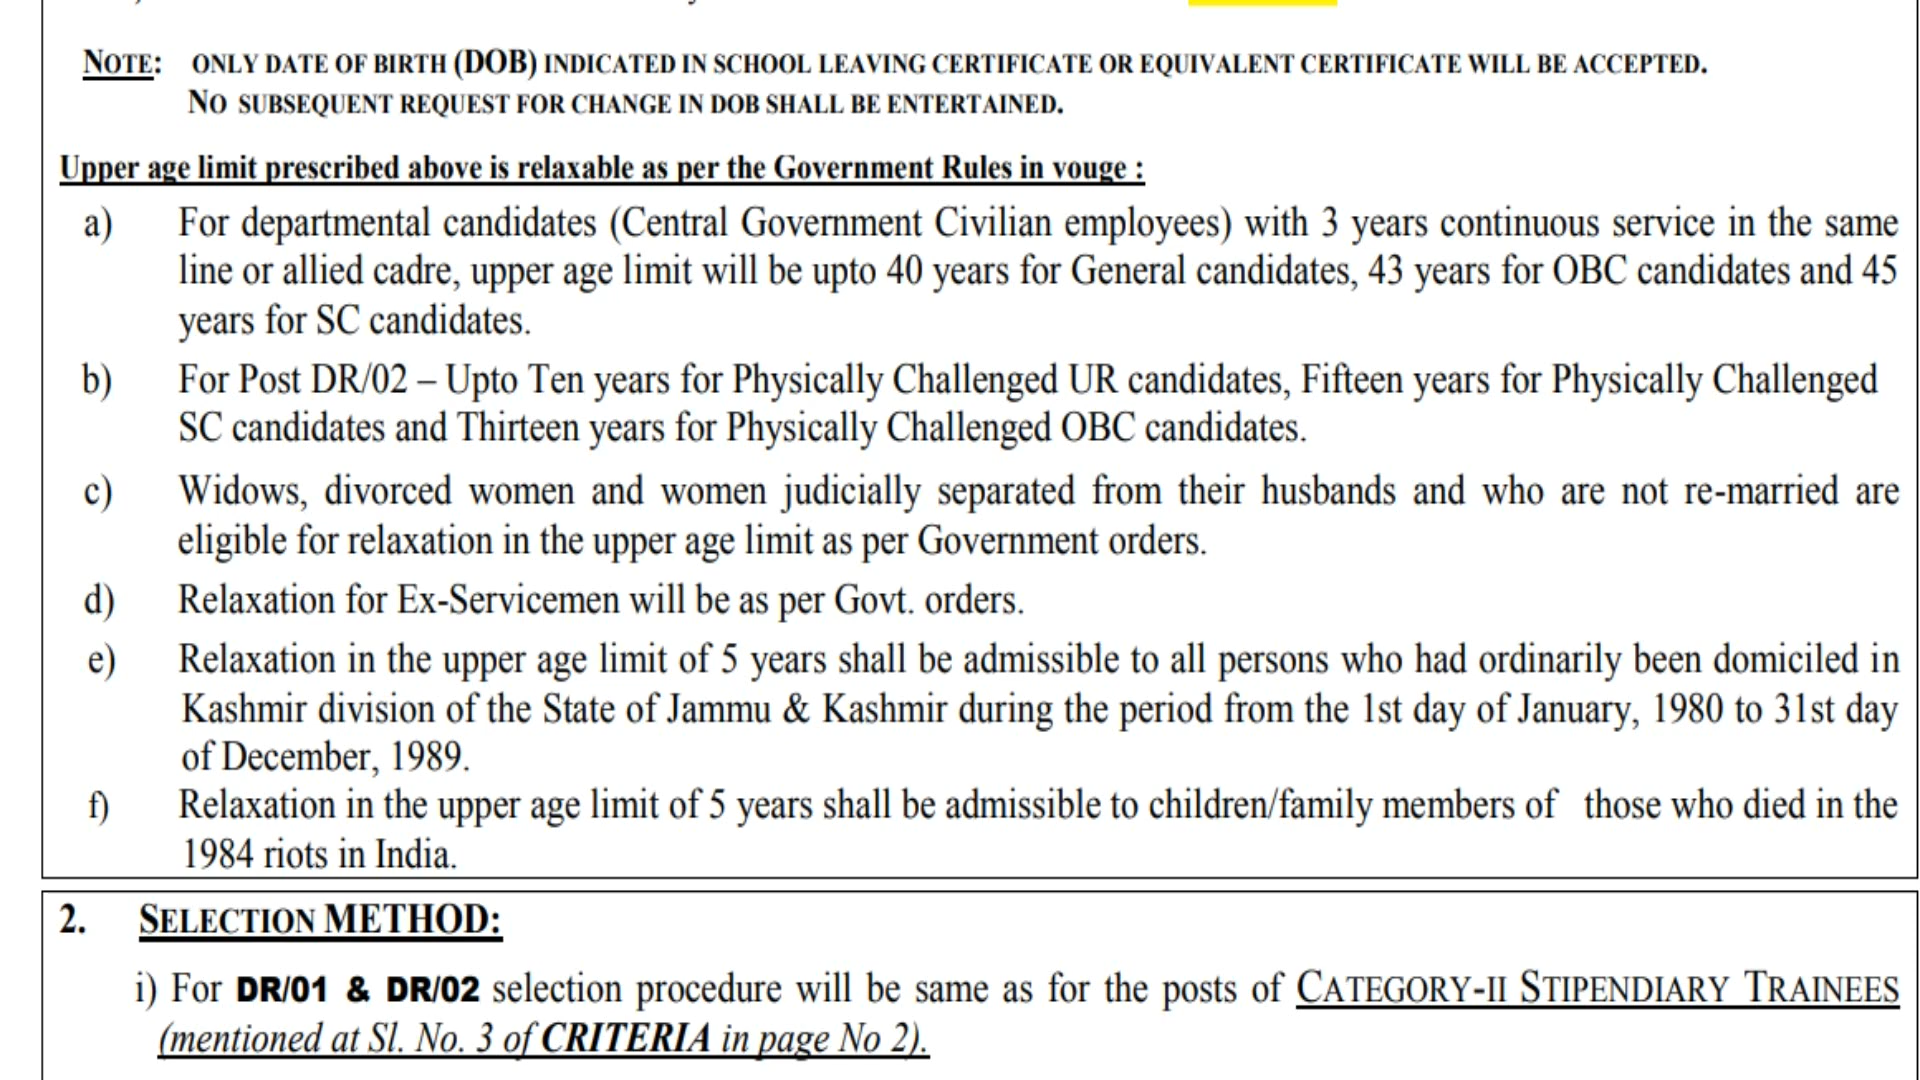 NOTE: ONLY DATE OF BIRTH (DOB) INDICATED IN SCHOOL LEAVING CERTIFICATE OR EQUIVALENT CERTIFICATE WILL BE ACCEPTED.
NO SUBSEQUENT REQUEST FOR CHANGE IN DOB SHALL BE ENTERTAINED.
Upper age limit prescribed above is relaxable as per the Government Rules in vouge :
a) For departmental candidates (Central Government Civilian employees) with 3 years continuous service in the same
line or allied cadre, upper age limit will be upto 40 years for General candidates, 43 years for OBC candidates and 45
years for SC candidates.
b) For Post DR/02 – Upto Ten years for Physically Challenged UR candidates, Fifteen years for Physically Challenged
SC candidates and Thirteen years for Physically Challenged OBC candidates.
c) Widows, divorced women and women judicially separated from their husbands and who are not re-married are
eligible for relaxation in the upper age limit as per Government orders.
d) Relaxation for Ex-Servicemen will be as per Govt. orders.
e) Relaxation in the upper age limit of 5 years shall be admissible to all persons who had ordinarily been domiciled in
Kashmir division of the State of Jammu & Kashmir during the period from the 1st day of January, 1980 to 31st day
of December, 1989.
f) Relaxation in the upper age limit of 5 years shall be admissible to children/family members of those who died in the
1984 riots in India.
2. SELECTION METHOD:
i) For DR/01 & DR/02 selection procedure will be same as for the posts of CATEGORY-II STIPENDIARY TRAINEES
(mentioned at Sl. No. 3 of CRITERIA in page No 2).